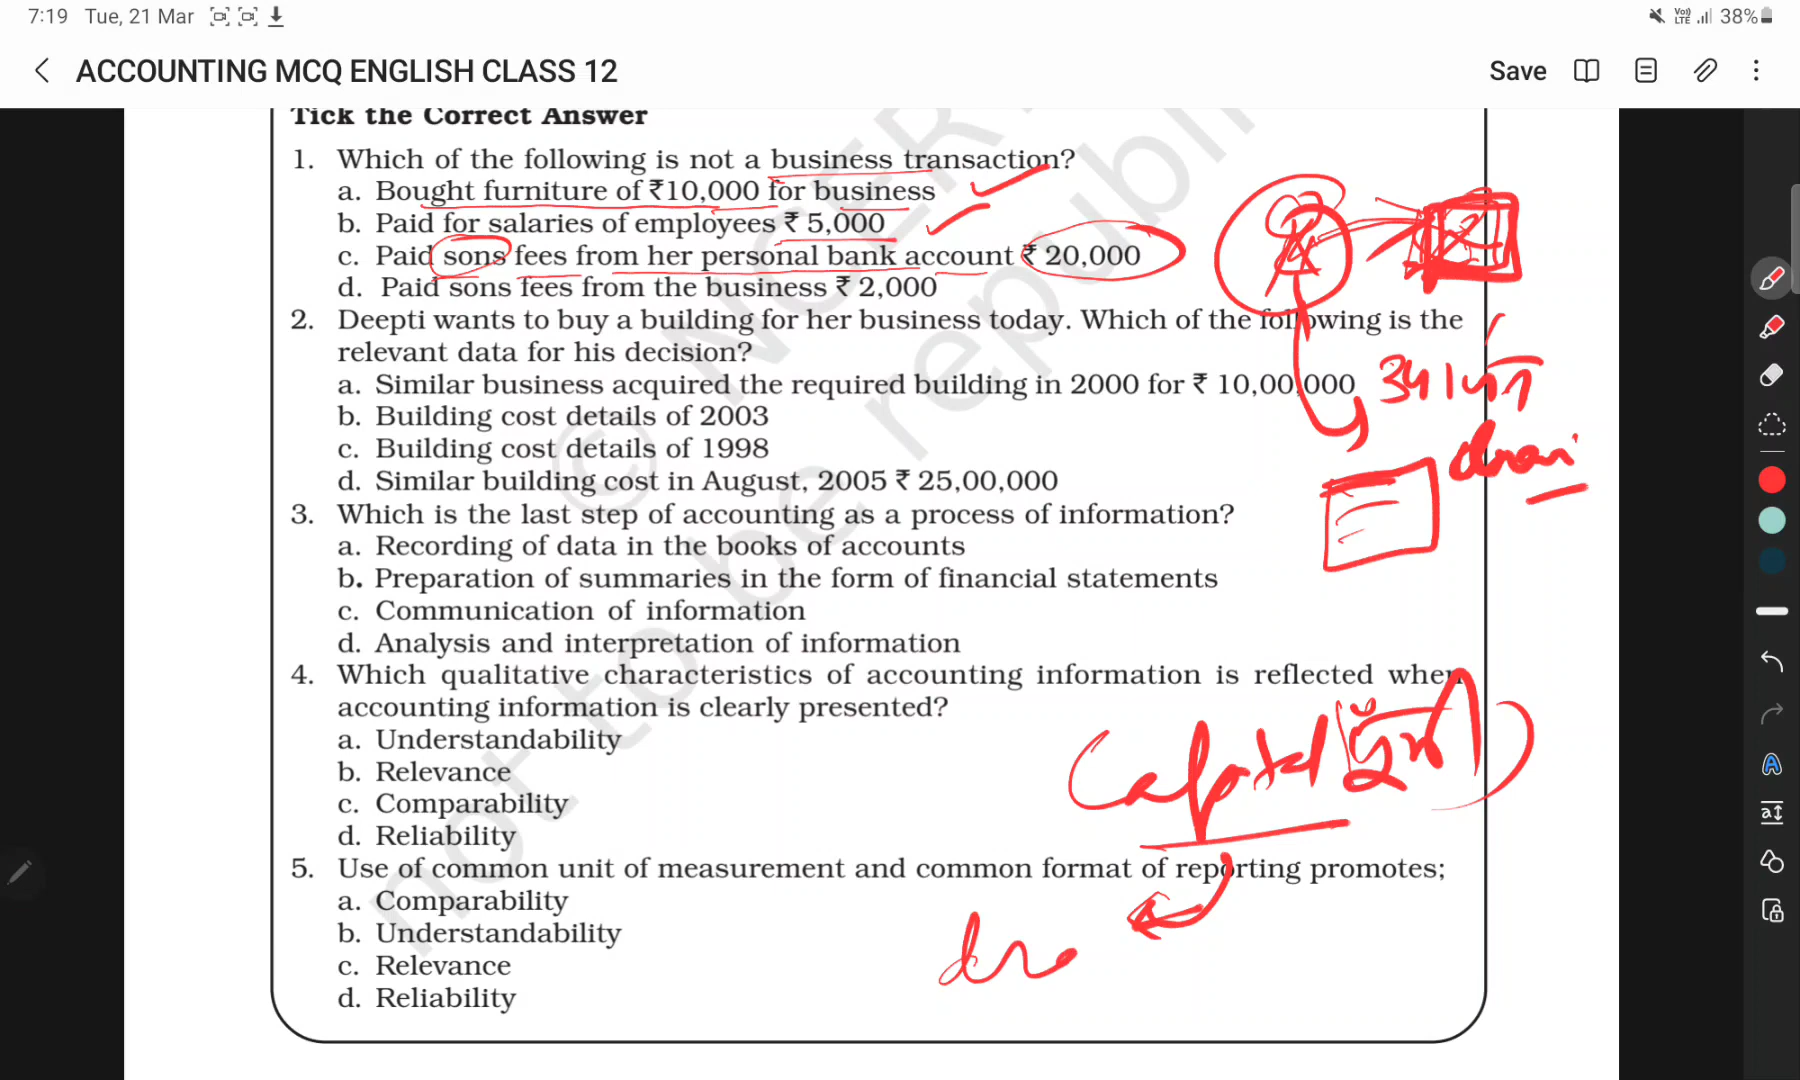 7:19 Tue, 21 Mar
38%
ACCOUNTING MCQ ENGLISH CLASS 12
Save
Tick the Correct Answer
1. Which of the following is not a business transaction?
a. Bought furniture of ₹10,000 for business
b. Paid for salaries of employees ₹ 5,000
c. Paid sons fees from her personal bank account ₹ 20,000
d. Paid sons fees from the business ₹ 2,000
2. Deepti wants to buy a building for her business today. Which of the following is the
relevant data for his decision?
a. Similar business acquired the required building in 2000 for ₹ 10,00,000
b. Building cost details of 2003
c. Building cost details of 1998
d. Similar building cost in August, 2005 ₹ 25,00,000
3. Which is the last step of accounting as a process of information?
a. Recording of data in the books of accounts
b. Preparation of summaries in the form of financial statements
c. Communication of information
d. Analysis and interpretation of information
4. Which qualitative characteristics of accounting information is reflected when
accounting information is clearly presented?
a. Understandability
b. Relevance
c. Comparability
d. Reliability
Capital
5. Use of common unit of measurement and common format of reporting promotes;
a. Comparability
b. Understandability
c. Relevance
d. Reliability